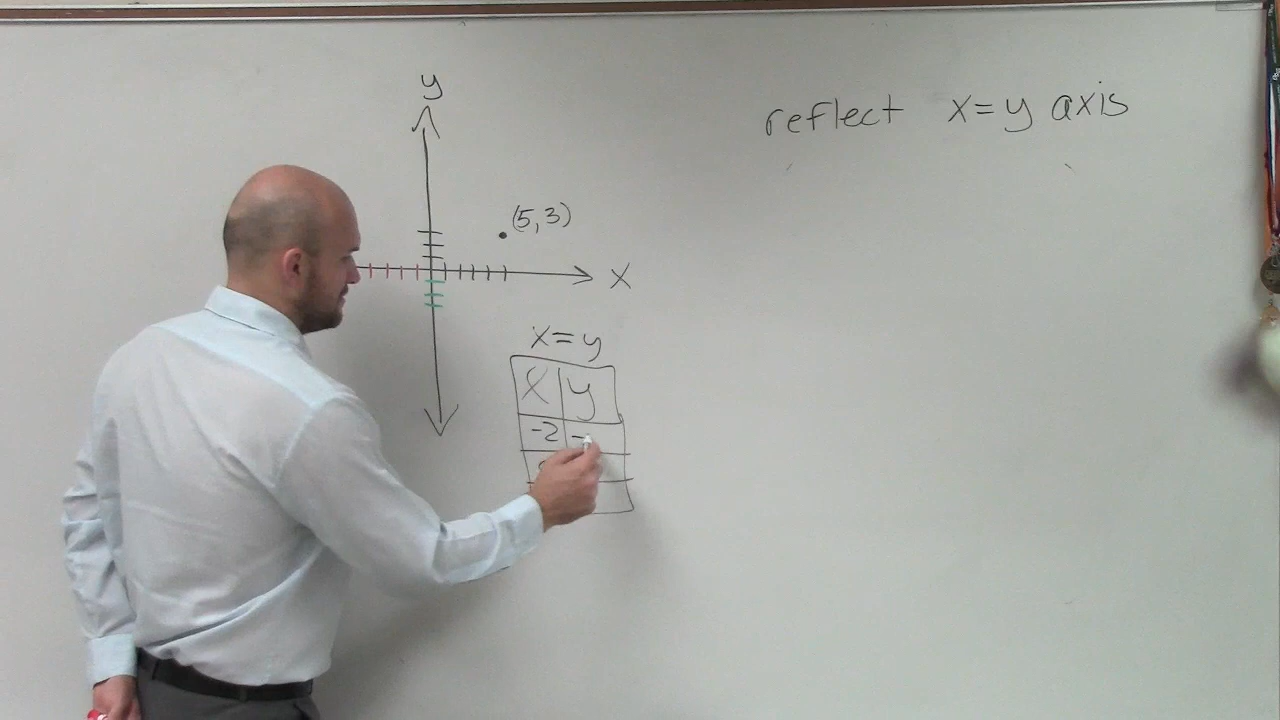 reflect x=y axis
y
(5,3)
x
x=y
x y
-2 -